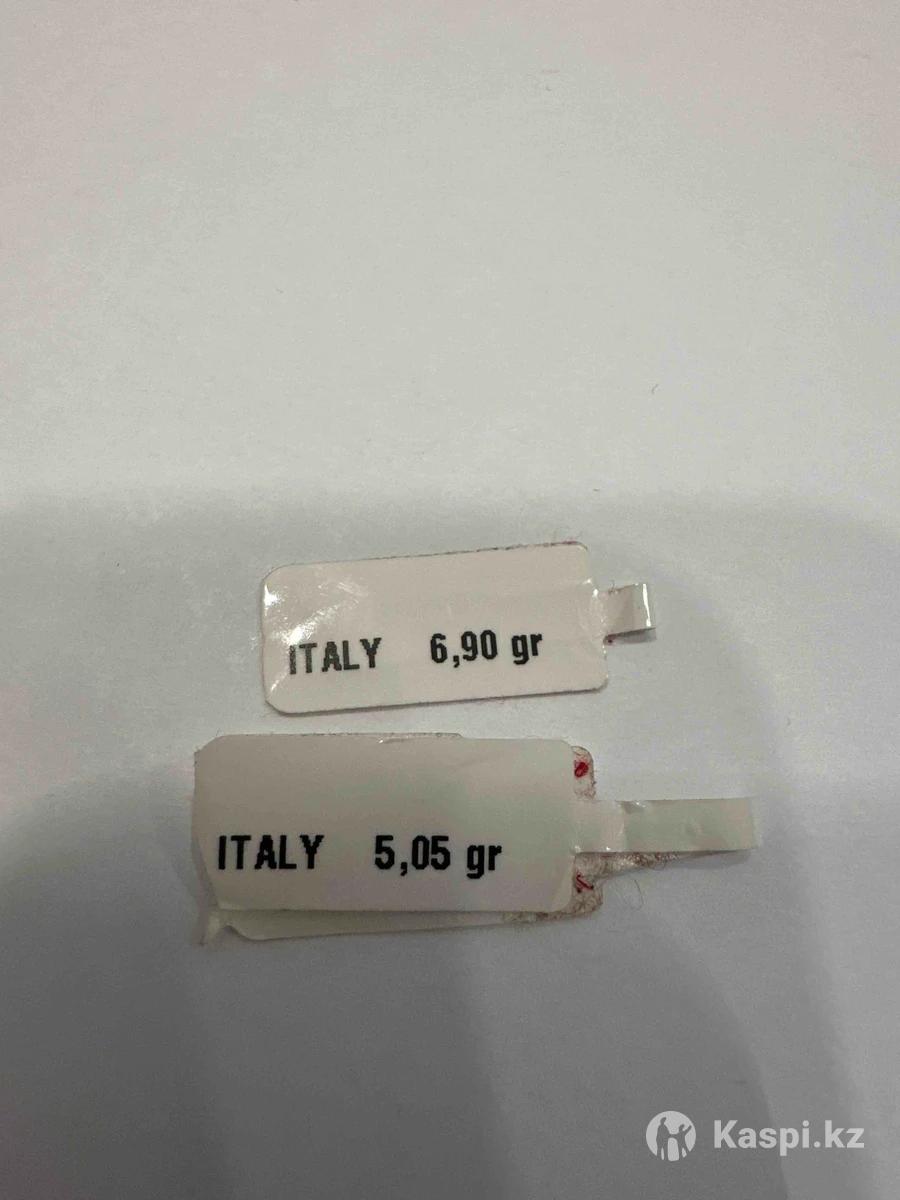 ITALY 6,90 gr
ITALY 5,05 gr
Kaspi.kz